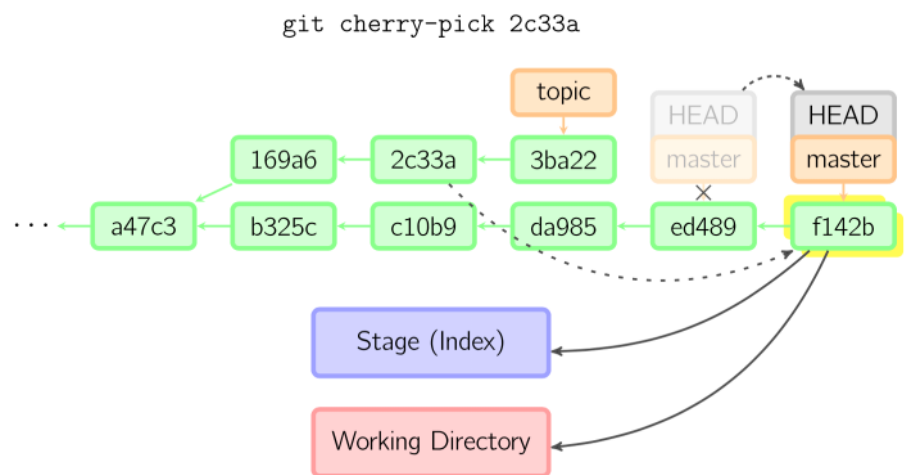 git cherry-pick 2c33a
topic
HEAD
HEAD
169a6
2c33a
3ba22
master
master
...
a47c3
b325c
c10b9
da985
ed489
f142b
Stage (Index)
Working Directory